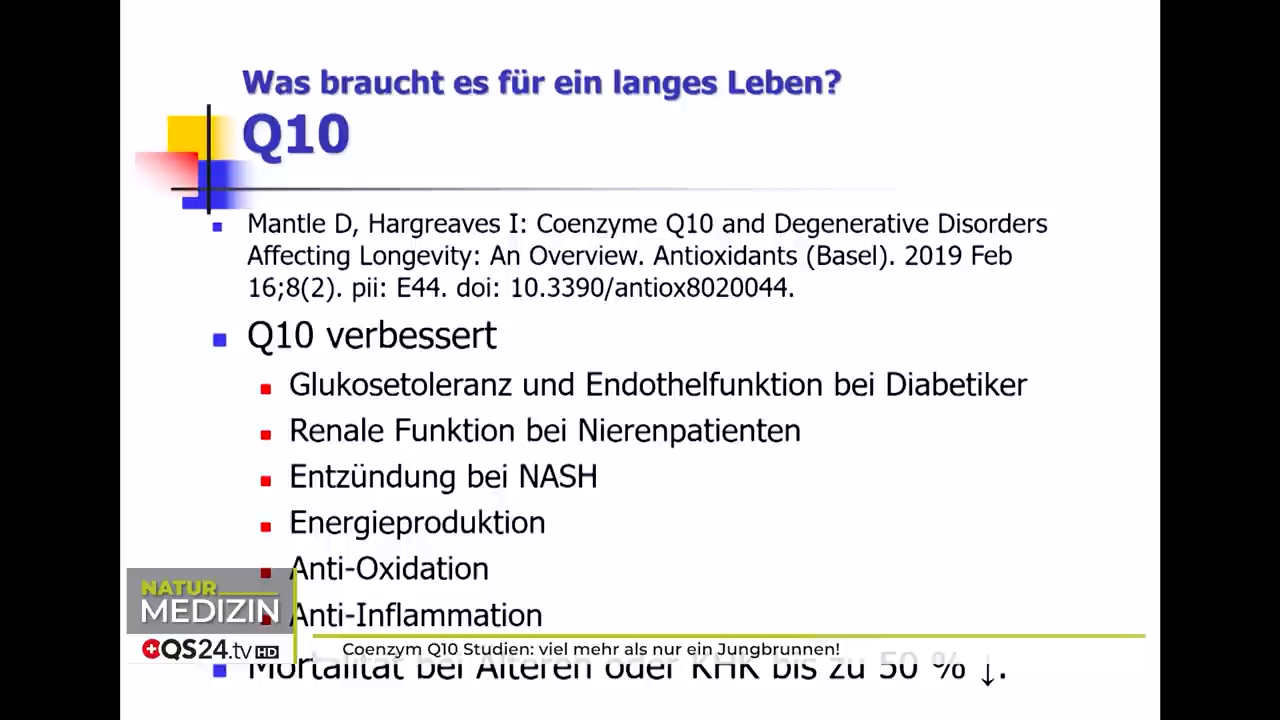 Was braucht es für ein langes Leben?
Q10
Mantle D, Hargreaves I: Coenzyme Q10 and Degenerative Disorders
Affecting Longevity: An Overview. Antioxidants (Basel). 2019 Feb
16;8(2). pii: E44. doi: 10.3390/antiox8020044.
Q10 verbessert
Glukosetoleranz und Endothelfunktion bei Diabetiker
Renale Funktion bei Nierenpatienten
Entzündung bei NASH
Energieproduktion
Anti-Oxidation
Anti-Inflammation
Mortalität bei Älteren oder KHK bis zu 50 % ↓.
NATUR
MEDIZIN
QS24.tv HD
Coenzym Q10 Studien: viel mehr als nur ein Jungbrunnen!